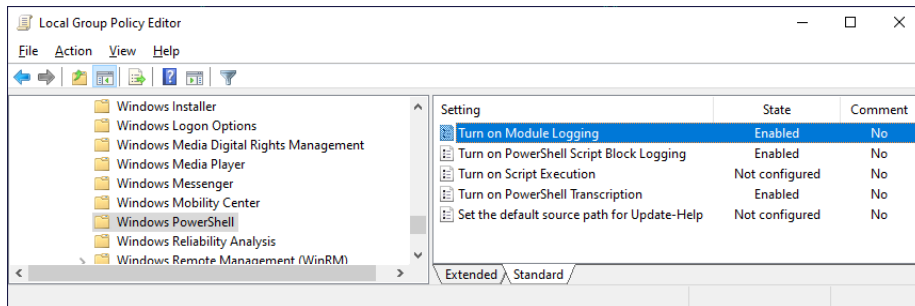 Local Group Policy Editor
File Action View Help
Windows Installer
Windows Logon Options
Windows Media Digital Rights Management
Windows Media Player
Windows Messenger
Windows Mobility Center
Windows PowerShell
Windows Reliability Analysis
Windows Remote Management (WinRM)
Setting State Comment
Turn on Module Logging Enabled No
Turn on PowerShell Script Block Logging Enabled No
Turn on Script Execution Not configured No
Turn on PowerShell Transcription Enabled No
Set the default source path for Update-Help Not configured No
Extended Standard